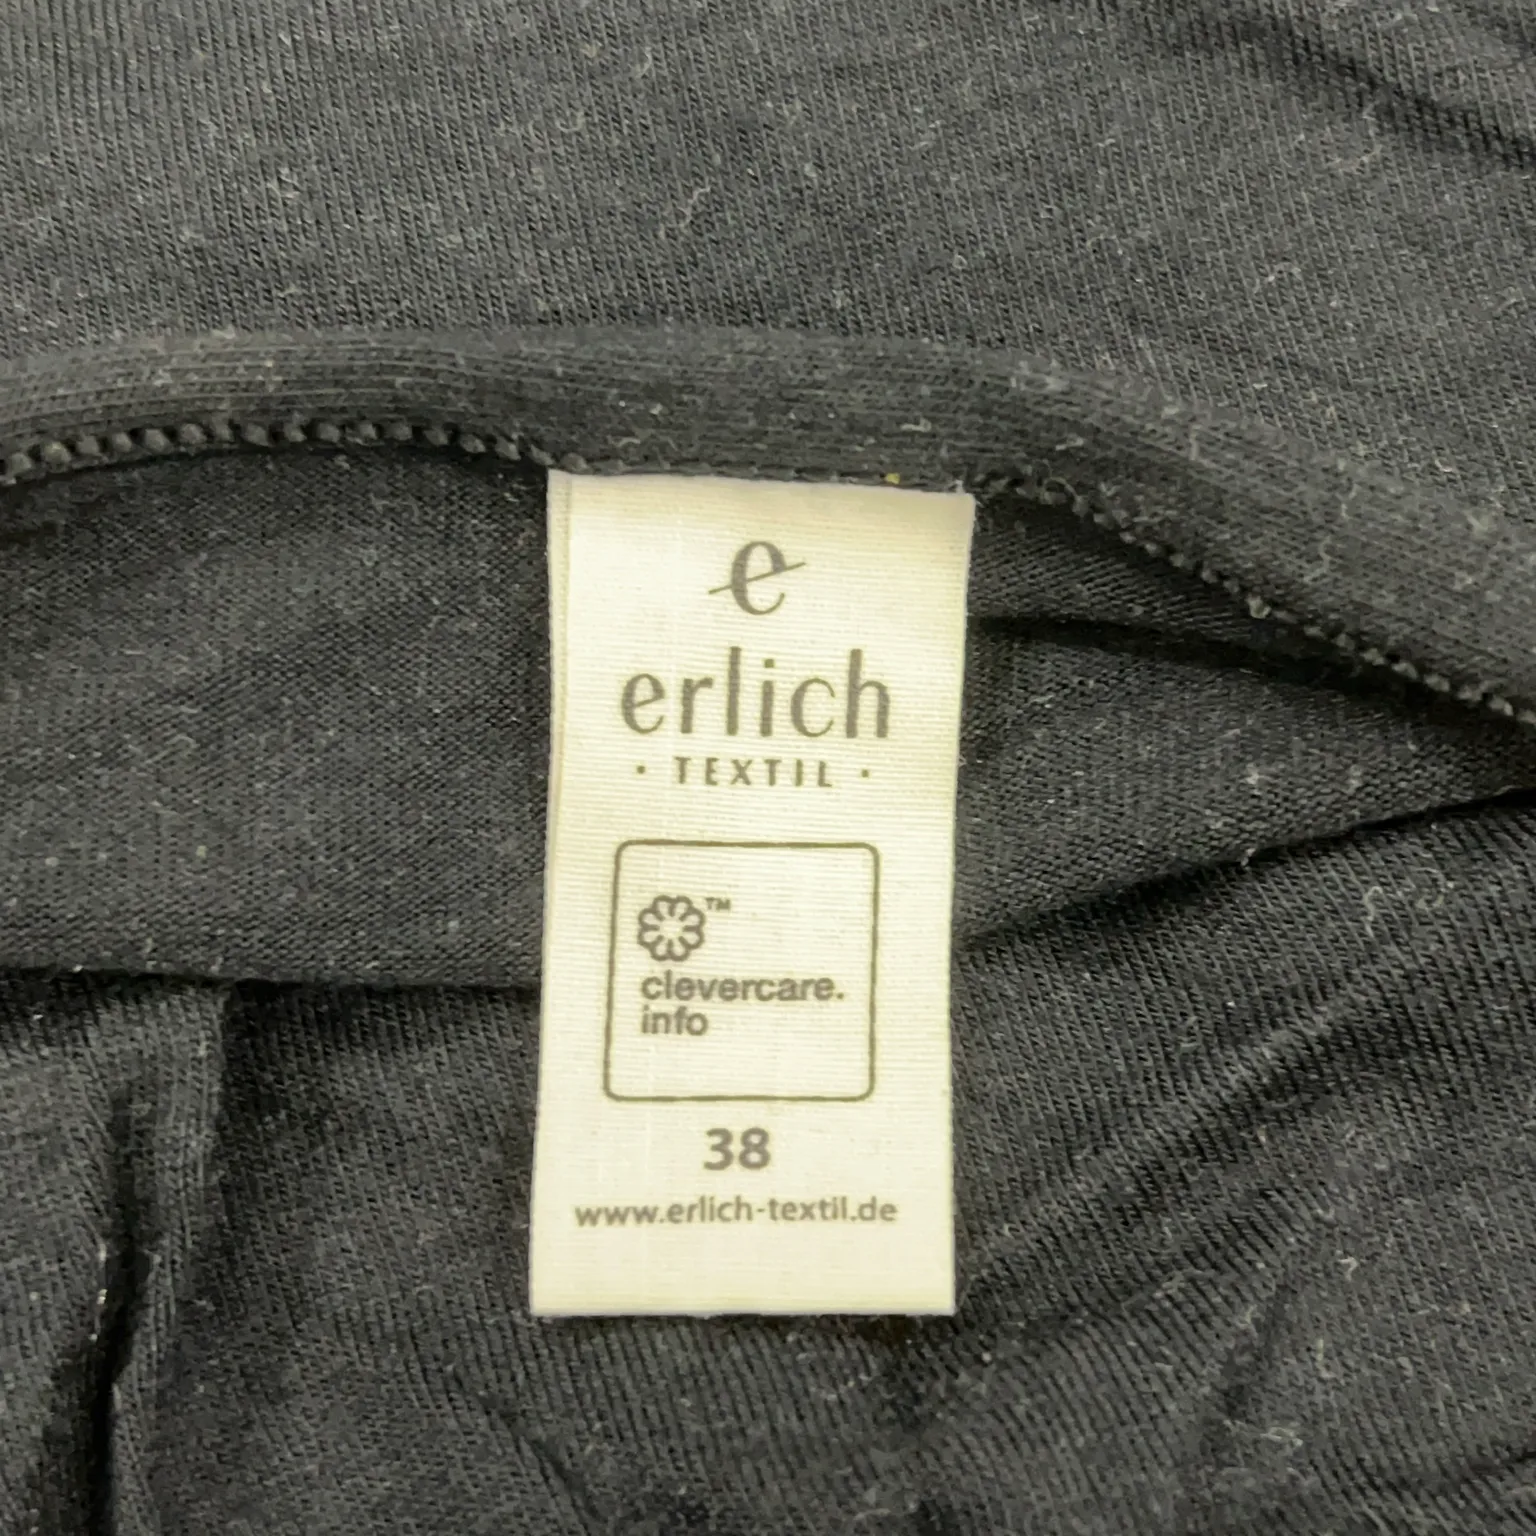 e
erlich
· TEXTIL ·
™
clevercare.
info
38
www.erlich-textil.de